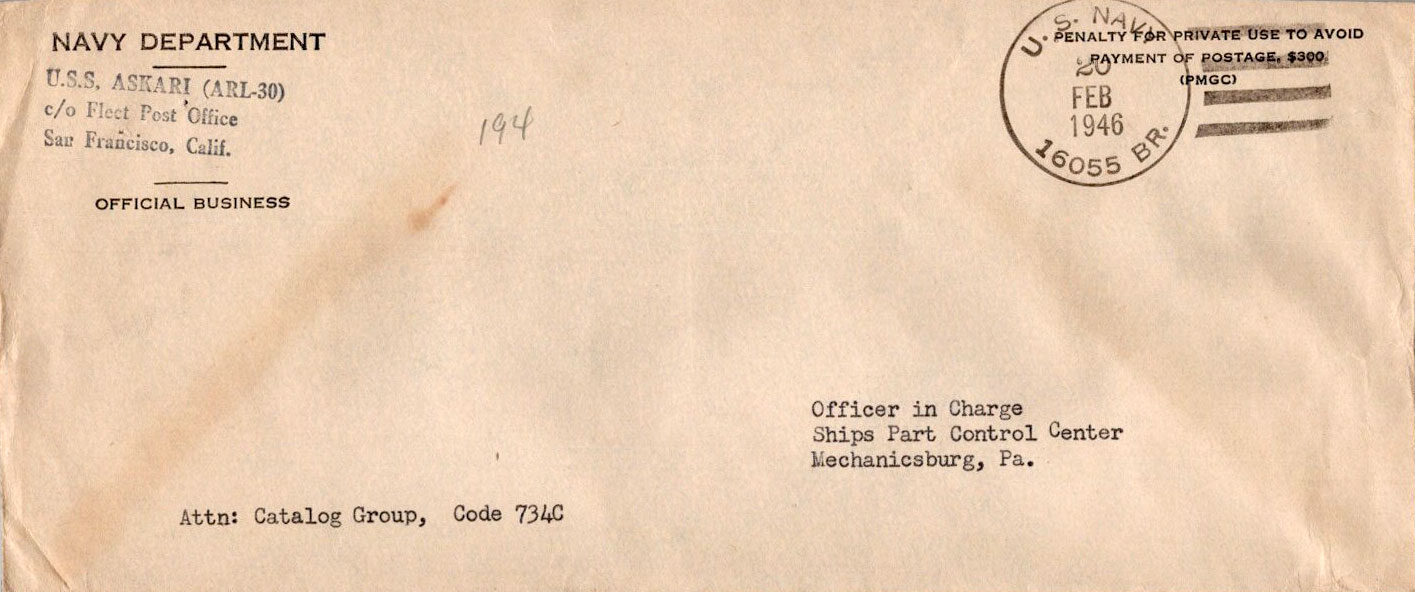 NAVY DEPARTMENT
U.S.S. ASKARI (ARL-30)
c/o Fleet Post Office
San Francisco, Calif.
OFFICIAL BUSINESS
194
U.S. NAVY
20
FEB
1946
16055 BR.
PENALTY FOR PRIVATE USE TO AVOID
PAYMENT OF POSTAGE, $300
(PMGC)
Officer in Charge
Ships Part Control Center
Mechanicsburg, Pa.
Attn: Catalog Group, Code 734C